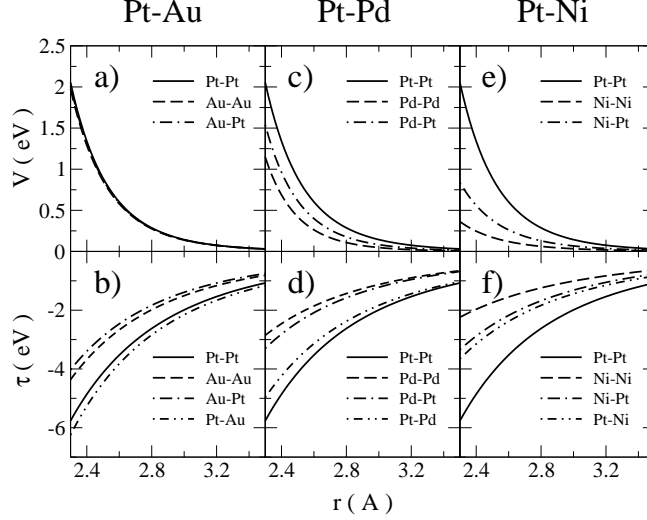 Pt-Au Pt-Pd Pt-Ni
a) c) e)
Pt-Pt Pt-Pt Pt-Pt
Au-Au Pd-Pd Ni-Ni
Au-Pt Pd-Pt Ni-Pt
2.5
2
1.5
1
0.5
0
V ( eV )
b) d) f)
Pt-Pt Pt-Pt Pt-Pt
Au-Au Pd-Pd Ni-Ni
Au-Pt Pd-Pt Ni-Pt
Pt-Au Pt-Pd Pt-Ni
-2
-4
-6
τ ( eV )
2.4 2.8 3.2 2.4 2.8 3.2 2.4 2.8 3.2
r ( A )